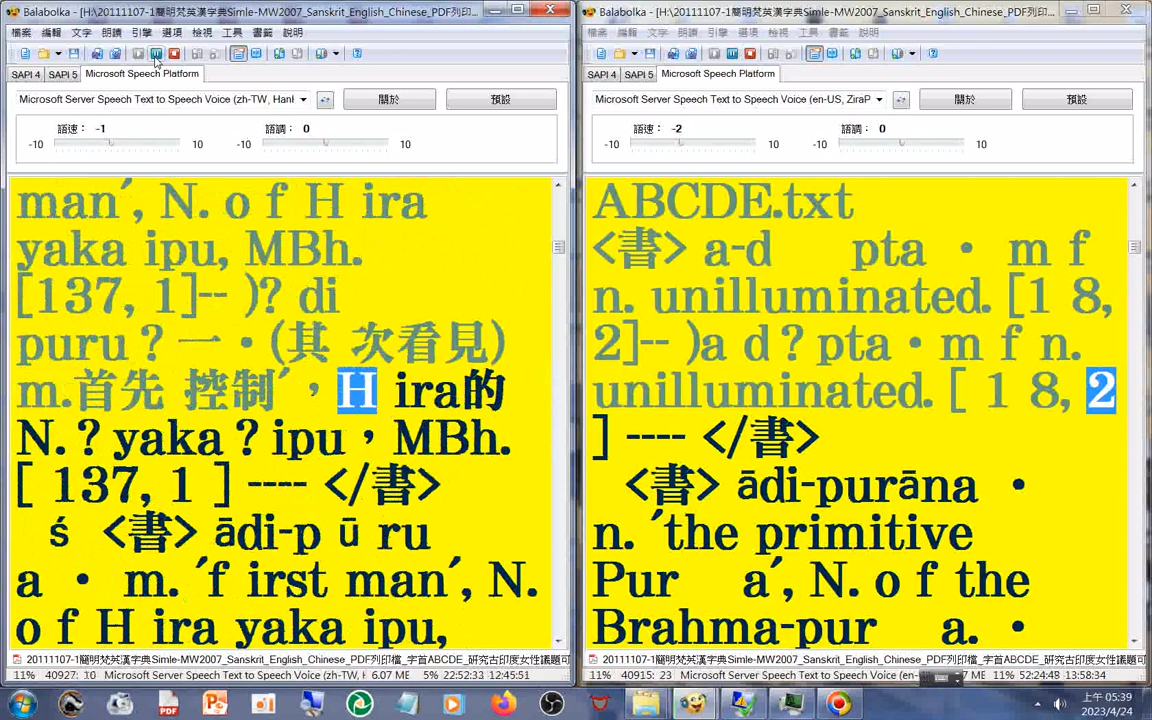 Balabolka - [H:\20111107-1簡明梵英漢字典Simle-MW2007_Sanskrit_English_Chinese_PDF列印...
檔案 編輯 文字 朗讀 引擎 選項 檢視 工具 書籤 說明
SAPI 4 SAPI 5 Microsoft Speech Platform
Microsoft Server Speech Text to Speech Voice (zh-TW, Hanl 關於 預設
語速： -1 語調： 0
-10 10 -10 10
man´, N. o f H ira
yaka ipu, MBh.
[137, 1]-- )? di
puru ? 一 • (其 次看見)
m.首先 控制´，H ira的
N. ? yaka ? ipu，MBh.
[ 137, 1 ] ---- </書>
ś <書> ādi-p ū ru
a • m. ´f irst man´, N.
o f H ira yaka ipu,
20111107-1簡明梵英漢字典Simle-MW2007_Sanskrit_English_Chinese_PDF列印檔_字首ABCDE_研究古印度女性議題可
11% 40927: 10 Microsoft Server Speech Text to Speech Voice (zh-TW, I 6.07 ME 5% 22:52:33 12:45:51
Balabolka - [H:\20111107-1簡明梵英漢字典Simle-MW2007_Sanskrit_English_Chinese_PDF列印...
檔案 編輯 文字 朗讀 引擎 選項 檢視 工具 書籤 說明
SAPI 4 SAPI 5 Microsoft Speech Platform
Microsoft Server Speech Text to Speech Voice (en-US, ZiraP 關於 預設
語速： -2 語調： 0
-10 10 -10 10
ABCDE.txt
<書> a-d pta • m f
n. unilluminated. [1 8,
2]-- )a d ? pta • m f n.
unilluminated. [ 1 8, 2
] ---- </書>
<書> ādi-purāna •
n. ´the primitive
Pur a´, N. o f the
Brahma-pur a. •
20111107-1簡明梵英漢字典Simle-MW2007_Sanskrit_English_Chinese_PDF列印檔_字首ABCDE_研究古印度女性議題可
11% 40915: 23 Microsoft Server Speech Text to Speech Voice (en- 11% 52:24:48 13:58:34
上午 05:39
2023/4/24